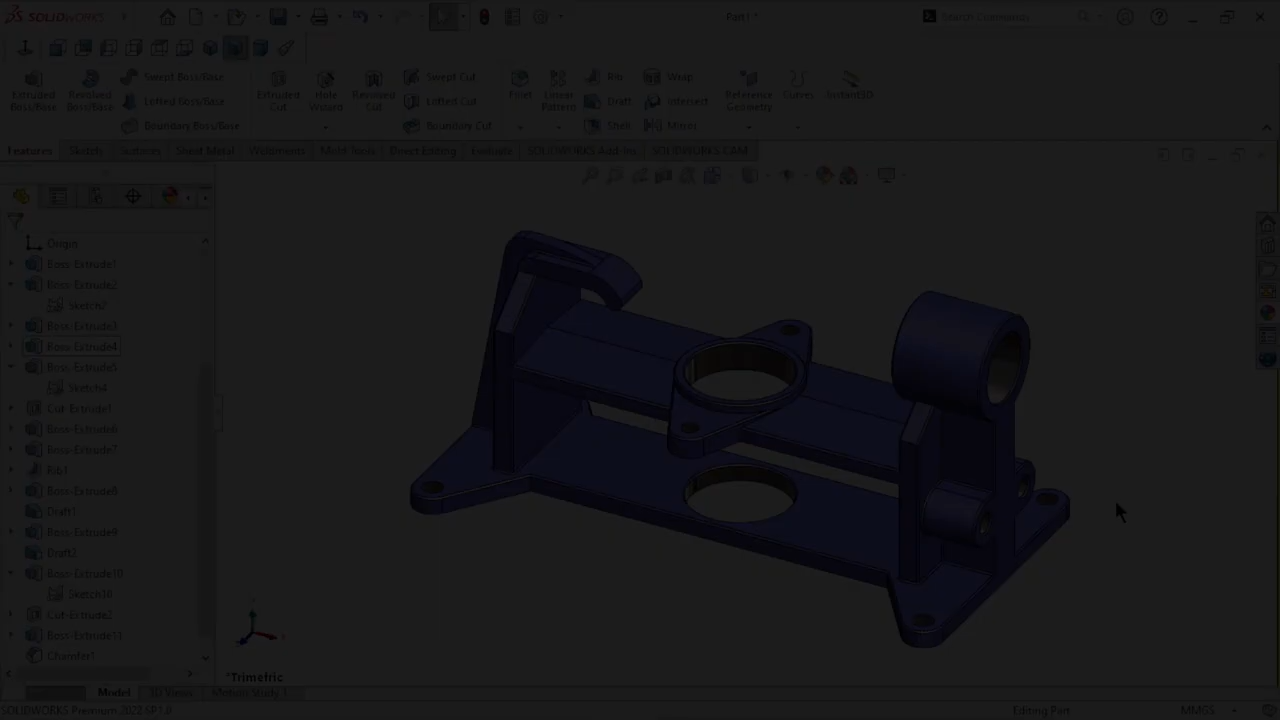 SOLIDWORKS
Part1 *
Search Commands
Extruded Boss/Base
Revolved Boss/Base
Swept Boss/Base
Lofted Boss/Base
Boundary Boss/Base
Extruded Cut
Hole Wizard
Revolved Cut
Swept Cut
Lofted Cut
Boundary Cut
Fillet
Linear Pattern
Rib
Draft
Shell
Wrap
Intersect
Mirror
Reference Geometry
Curves
Instant3D
Features
Sketch
Surfaces
Sheet Metal
Weldments
Mold Tools
Direct Editing
Evaluate
SOLIDWORKS Add-Ins
SOLIDWORKS CAM
Origin
Boss-Extrude1
Boss-Extrude2
Sketch2
Boss-Extrude3
Boss-Extrude4
Boss-Extrude5
Sketch4
Cut-Extrude1
Boss-Extrude6
Boss-Extrude7
Rib1
Boss-Extrude8
Draft1
Boss-Extrude9
Draft2
Boss-Extrude10
Sketch10
Cut-Extrude2
Boss-Extrude11
Chamfer1
*Trimetric
Model
3D Views
Motion Study 1
SOLIDWORKS Premium 2022 SP1.0
Editing Part
MMGS